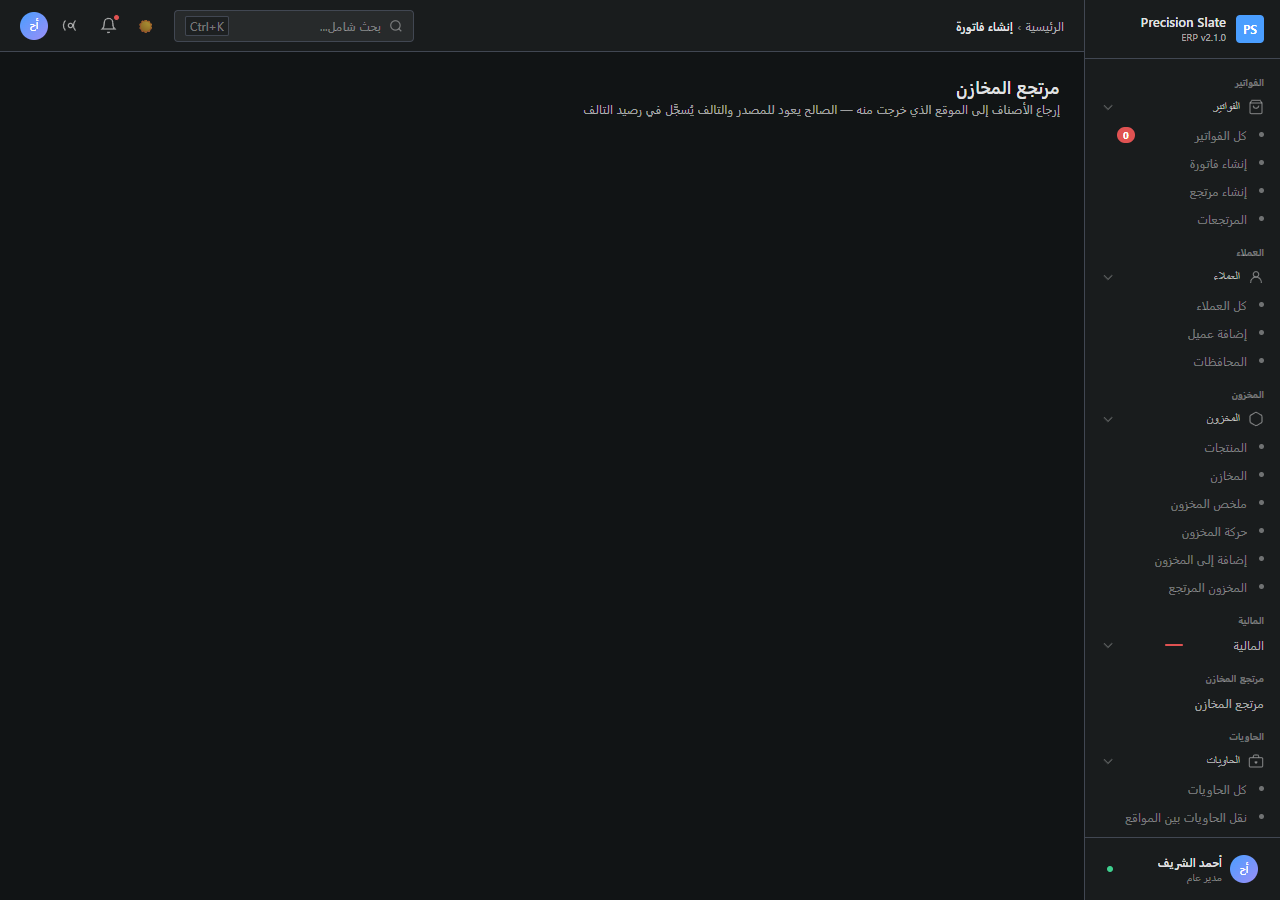 Precision Slate
ERP v2.1.0
PS
الرئيسية › إنشاء فاتورة
بحث شامل...
Ctrl+K
أح
مرتجع المخازن
إرجاع الأصناف إلى الموقع الذي خرجت منه — الصالح يعود للمصدر والتالف يُسجَّل في رصيد التالف
الفواتير
الفواتير
كل الفواتير
0
إنشاء فاتورة
إنشاء مرتجع
المرتجعات
العملاء
العملاء
كل العملاء
إضافة عميل
المحافظات
المخزون
المخزون
المنتجات
المخازن
ملخص المخزون
حركة المخزون
إضافة إلى المخزون
المخزون المرتجع
المالية
المالية
مرتجع المخازن
مرتجع المخازن
الحاويات
الحاويات
كل الحاويات
نقل الحاويات بين المواقع
أح
أحمد الشريف
مدير عام